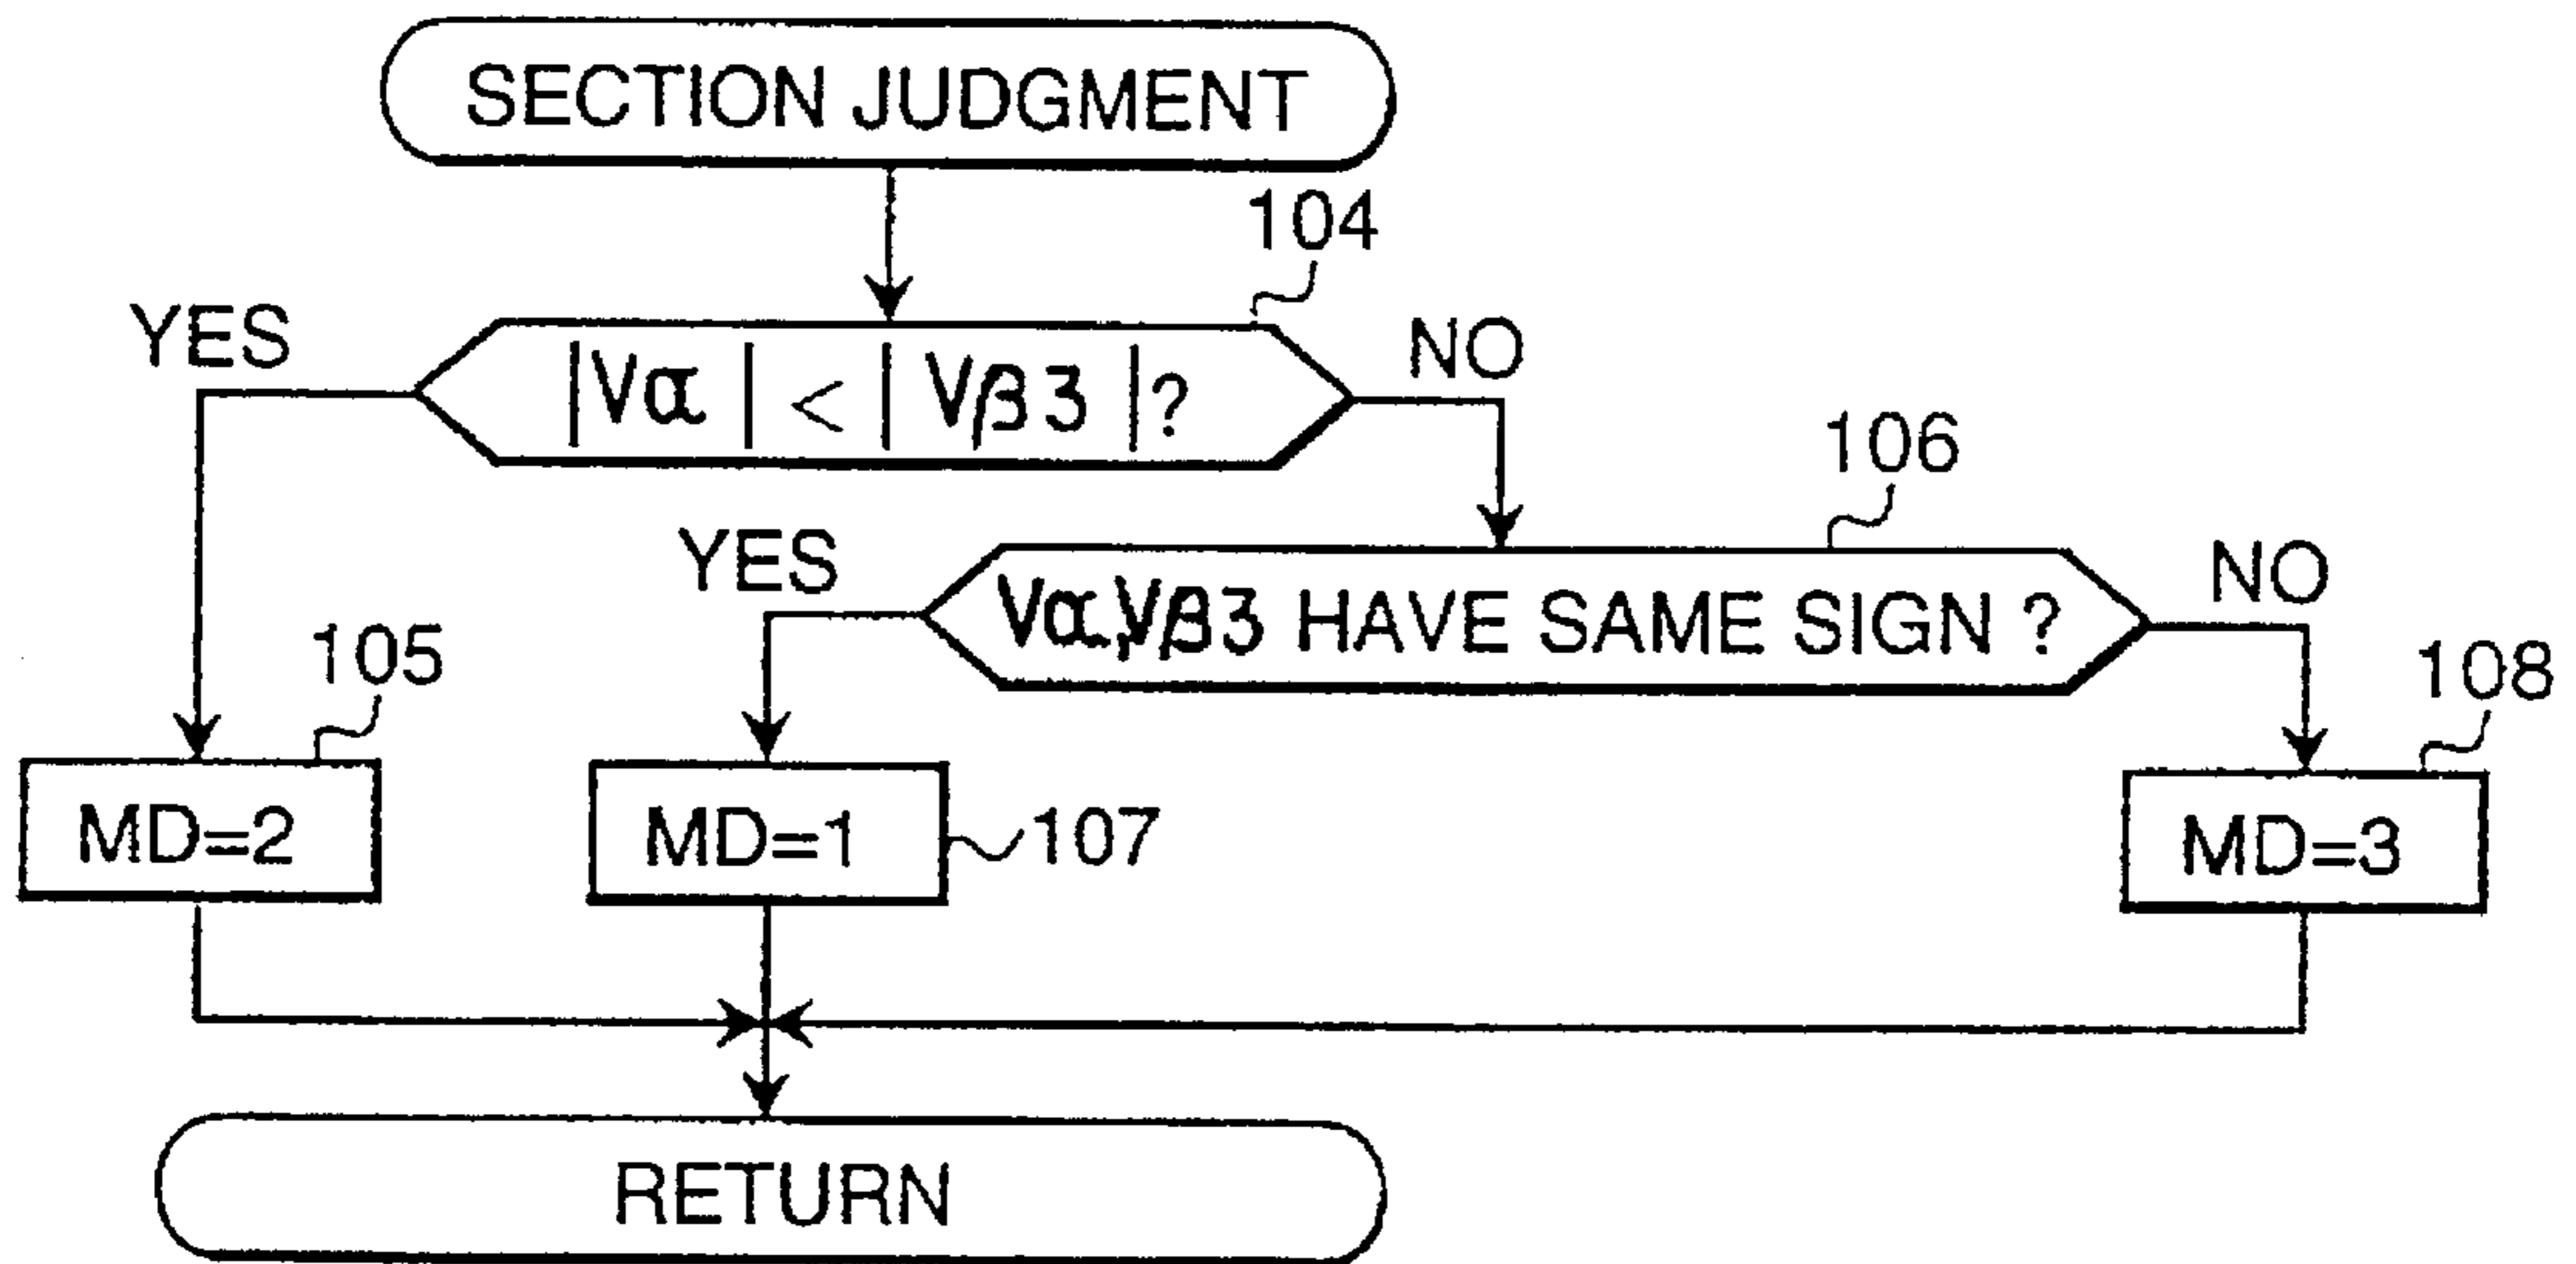 SECTION JUDGMENT
104
YES
|Vα| < |Vβ3|?
NO
106
YES
Vα,Vβ3 HAVE SAME SIGN ?
NO
105
108
MD=2
MD=1
107
MD=3
RETURN